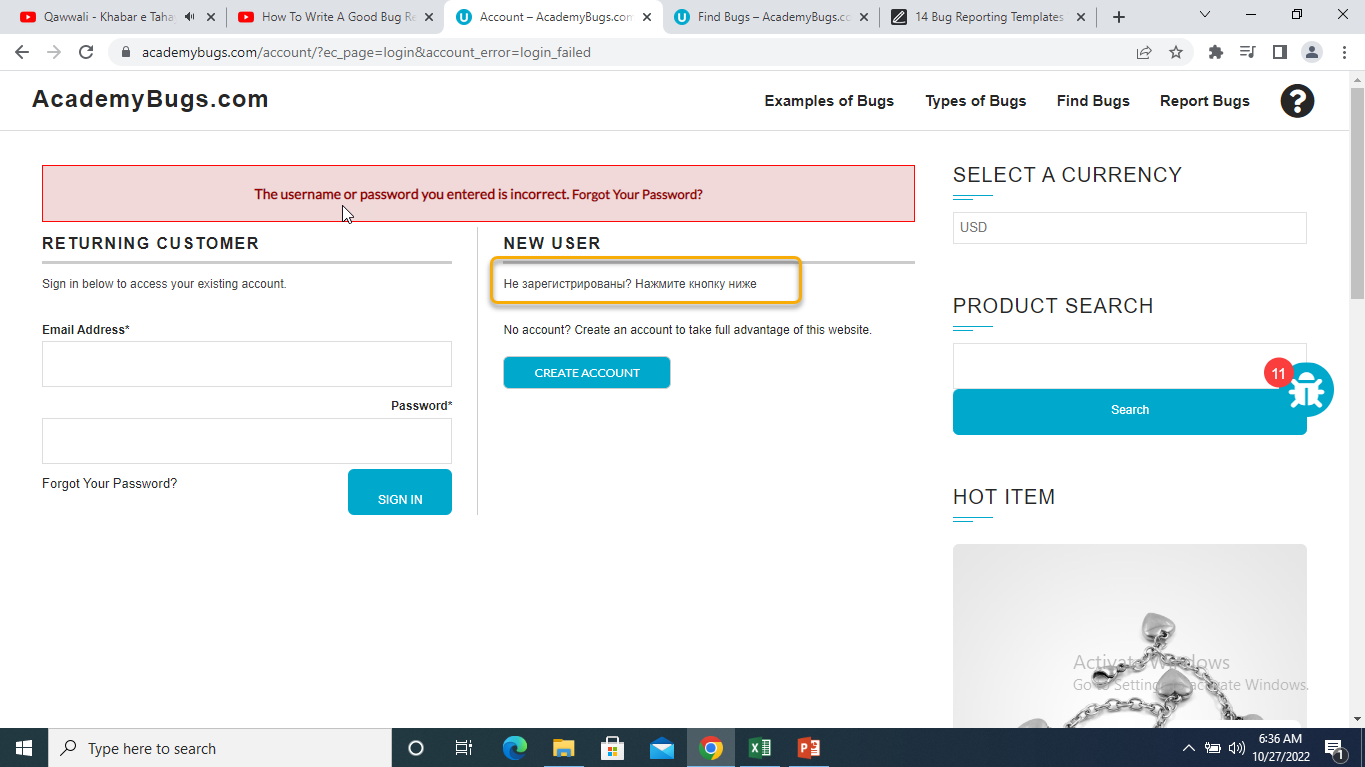 Qawwali - Khabar e Tahay
How To Write A Good Bug Re
Account – AcademyBugs.com
Find Bugs – AcademyBugs.co
14 Bug Reporting Templates
academybugs.com/account/?ec_page=login&account_error=login_failed
AcademyBugs.com
Examples of Bugs
Types of Bugs
Find Bugs
Report Bugs
?
The username or password you entered is incorrect. Forgot Your Password?
RETURNING CUSTOMER
Sign in below to access your existing account.
Email Address*
Password*
Forgot Your Password?
SIGN IN
NEW USER
Не зарегистрированы? Нажмите кнопку ниже
No account? Create an account to take full advantage of this website.
CREATE ACCOUNT
SELECT A CURRENCY
USD
PRODUCT SEARCH
11
Search
HOT ITEM
Activate Windows
Go to Settings to activate Windows.
Type here to search
6:36 AM
10/27/2022
1